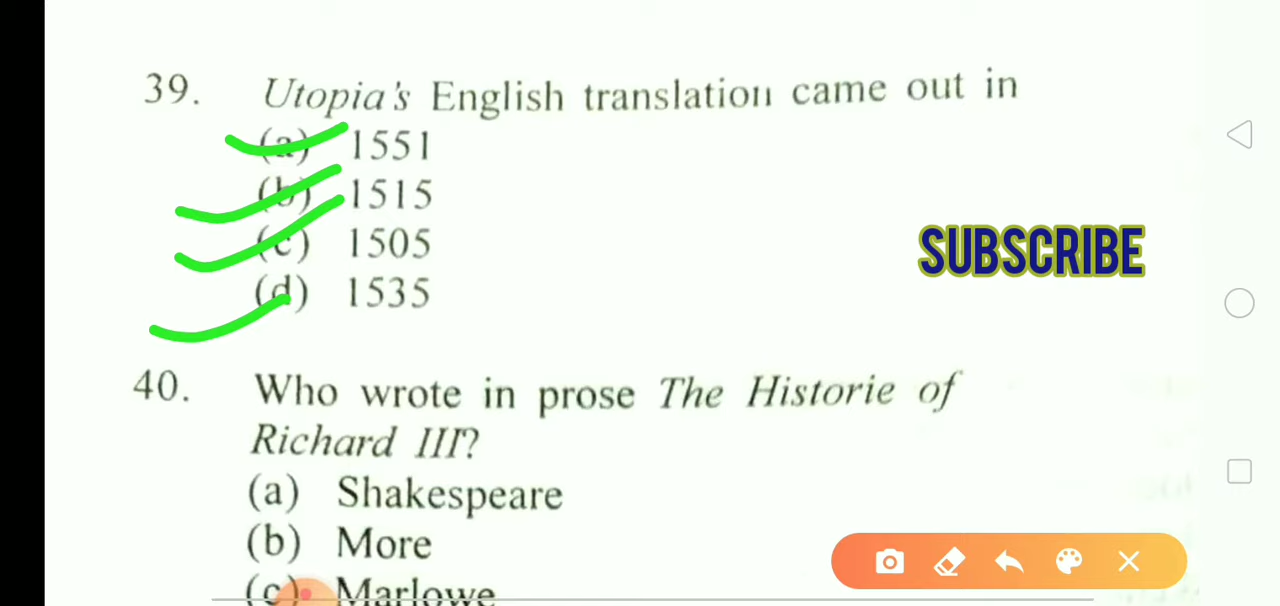 39. Utopia's English translation came out in
(a) 1551
(b) 1515
(c) 1505
(d) 1535
SUBSCRIBE
40. Who wrote in prose The Historie of
Richard III?
(a) Shakespeare
(b) More
(c) Marlowe